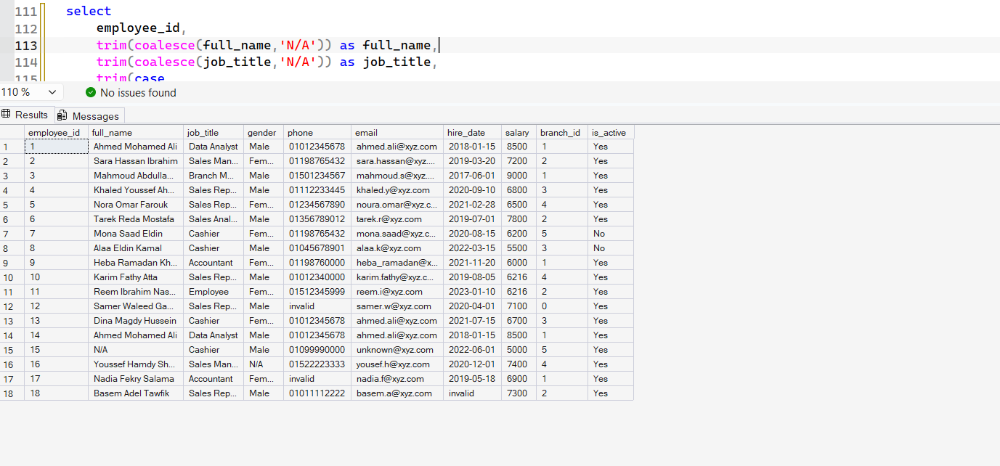 111 select
112 employee_id,
113 trim(coalesce(full_name,'N/A')) as full_name,
114 trim(coalesce(job_title,'N/A')) as job_title,
115 trim(case
110 % No issues found
Results Messages
employee_id full_name job_title gender phone email hire_date salary branch_id is_active
1 1 Ahmed Mohamed Ali Data Analyst Male 01012345678 ahmed.ali@xyz.com 2018-01-15 8500 1 Yes
2 2 Sara Hassan Ibrahim Sales Man... Fem... 01198765432 sara.hassan@xyz.... 2019-03-20 7200 2 Yes
3 3 Mahmoud Abdulla... Branch M... Male 01501234567 mahmoud.s@xyz.... 2017-06-01 9000 1 Yes
4 4 Khaled Youssef Ah... Sales Rep... Male 01112233445 khaled.y@xyz.com 2020-09-10 6800 3 Yes
5 5 Nora Omar Farouk Sales Rep... Male 01234567890 noura.omar@xyz.c... 2021-02-28 6500 4 Yes
6 6 Tarek Reda Mostafa Sales Anal... Male 01356789012 tarek.r@xyz.com 2019-07-01 7800 2 Yes
7 7 Mona Saad Eldin Cashier Fem... 01198765432 mona.saad@xyz.c... 2020-08-15 6200 5 No
8 8 Alaa Eldin Kamal Cashier Male 01045678901 alaa.k@xyz.com 2022-03-15 5500 3 No
9 9 Heba Ramadan Kh... Accountant Fem... 01198760000 heba_ramadan@x... 2021-11-20 6000 1 Yes
10 10 Karim Fathy Atta Sales Rep... Male 01012340000 karim.fathy@xyz.c... 2019-08-05 6216 4 Yes
11 11 Reem Ibrahim Nas... Employee Fem... 01512345999 reem.i@xyz.com 2023-01-10 6216 2 Yes
12 12 Samer Waleed Ga... Sales Rep... Male invalid samer.w@xyz.com 2020-04-01 7100 0 Yes
13 13 Dina Magdy Hussein Cashier Fem... 01012345678 ahmed.ali@xyz.com 2021-07-15 6700 3 Yes
14 14 Ahmed Mohamed Ali Data Analyst Male 01012345678 ahmed.ali@xyz.com 2018-01-15 8500 1 Yes
15 15 N/A Cashier Male 01099990000 unknown@xyz.com 2022-06-01 5000 5 Yes
16 16 Youssef Hamdy Sh... Sales Man... N/A 01522223333 yousef.h@xyz.com 2020-12-01 7400 4 Yes
17 17 Nadia Fekry Salama Accountant Fem... invalid nadia.f@xyz.com 2019-05-18 6900 1 Yes
18 18 Basem Adel Tawfik Sales Rep... Male 01011112222 basem.a@xyz.com invalid 7300 2 Yes